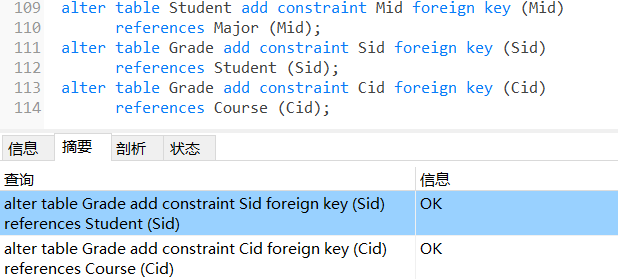 109 alter table Student add constraint Mid foreign key (Mid)
110 references Major (Mid);
111 alter table Grade add constraint Sid foreign key (Sid)
112 references Student (Sid);
113 alter table Grade add constraint Cid foreign key (Cid)
114 references Course (Cid);
信息 摘要 剖析 状态
查询 信息
alter table Grade add constraint Sid foreign key (Sid) OK
references Student (Sid)
alter table Grade add constraint Cid foreign key (Cid) OK
references Course (Cid)